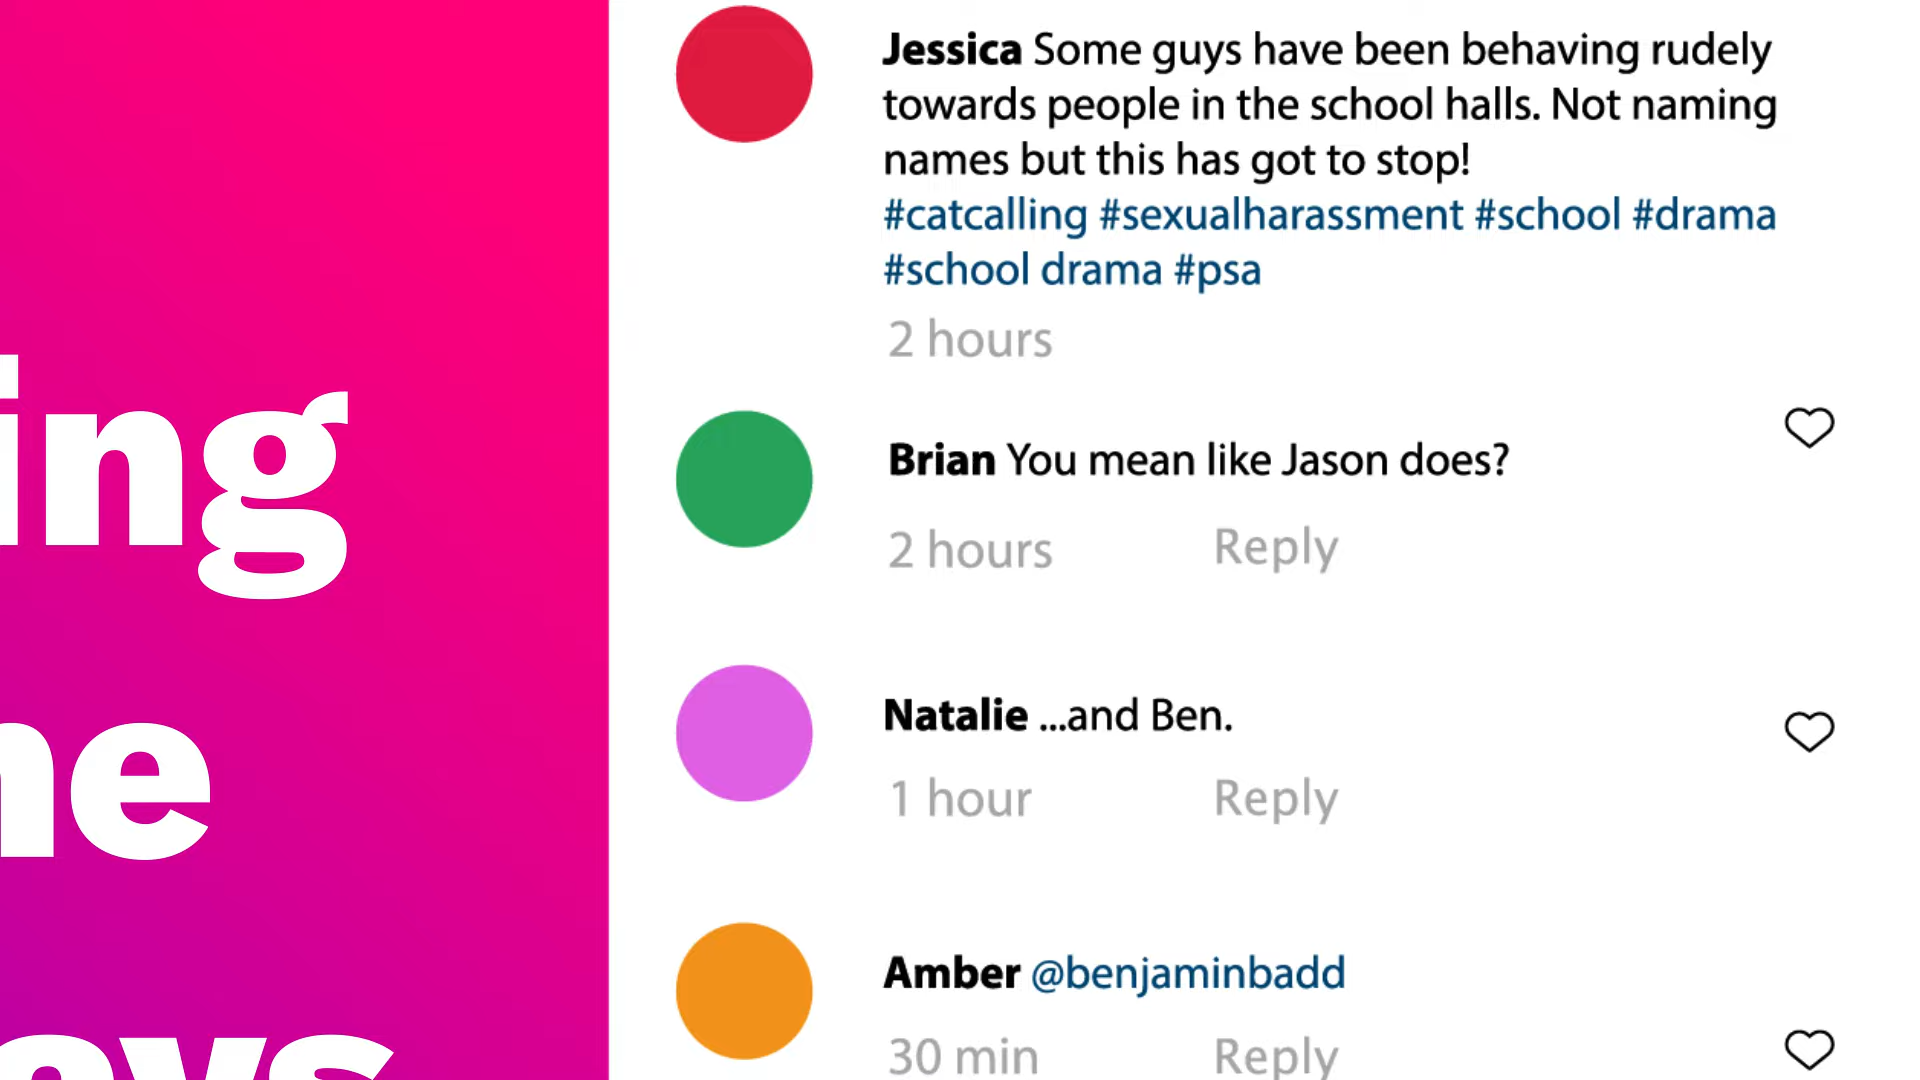 ing
ne
ays
Jessica Some guys have been behaving rudely
towards people in the school halls. Not naming
names but this has got to stop!
#catcalling #sexualharassment #school #drama
#school drama #psa
2 hours
Brian You mean like Jason does?
2 hours Reply
Natalie ...and Ben.
1 hour Reply
Amber @benjaminbadd
30 min Reply